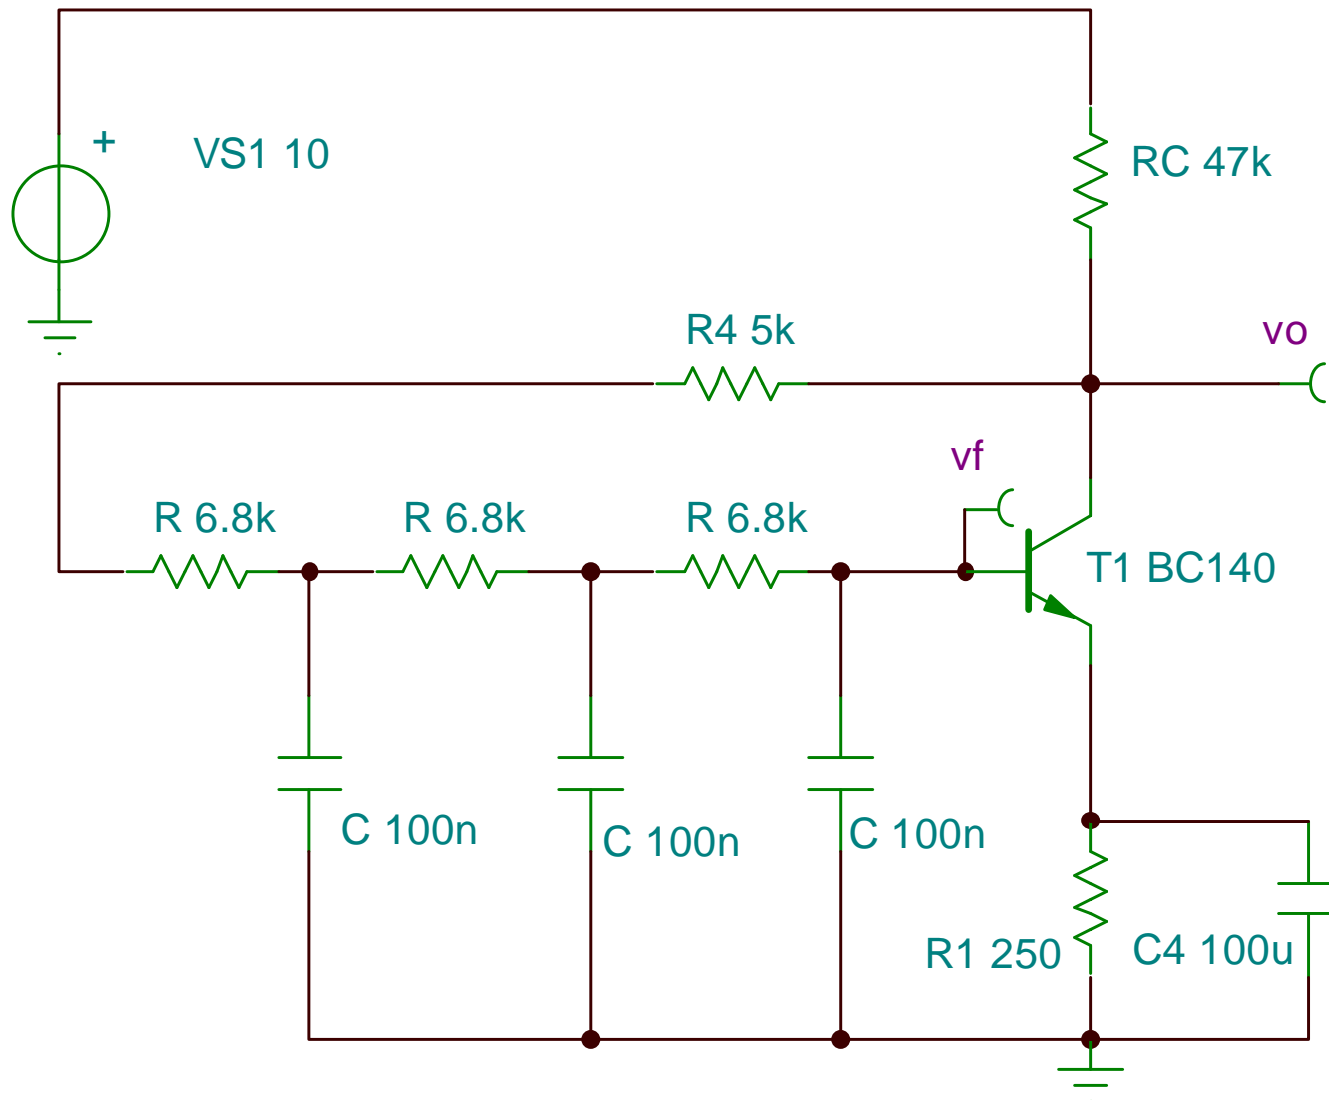 +
VS1 10
RC 47k
R4 5k
vo
vf
R 6.8k
R 6.8k
R 6.8k
T1 BC140
C 100n
C 100n
C 100n
R1 250
C4 100u